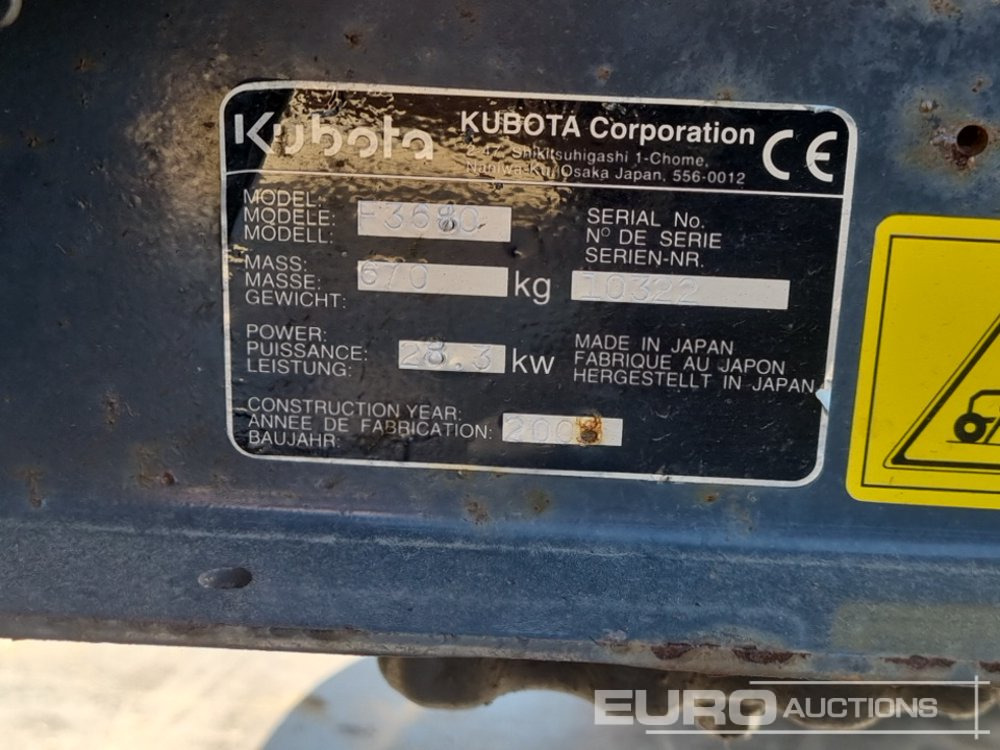 Kubota
KUBOTA Corporation
CE
2-47, Shikitsuhigashi 1-Chome,
Naniwa-Ku, Osaka Japan, 556-0012
MODEL:
MODELE: F3680
MODELL:
SERIAL No.
N° DE SERIE
SERIEN-NR.
10322
MASS:
MASSE: 670 kg
GEWICHT:
POWER:
PUISSANCE: 28.3 kw
LEISTUNG:
MADE IN JAPAN
FABRIQUE AU JAPON
HERGESTELLT IN JAPAN
CONSTRUCTION YEAR:
ANNEE DE FABRICATION:
BAUJAHR:
EURO AUCTIONS